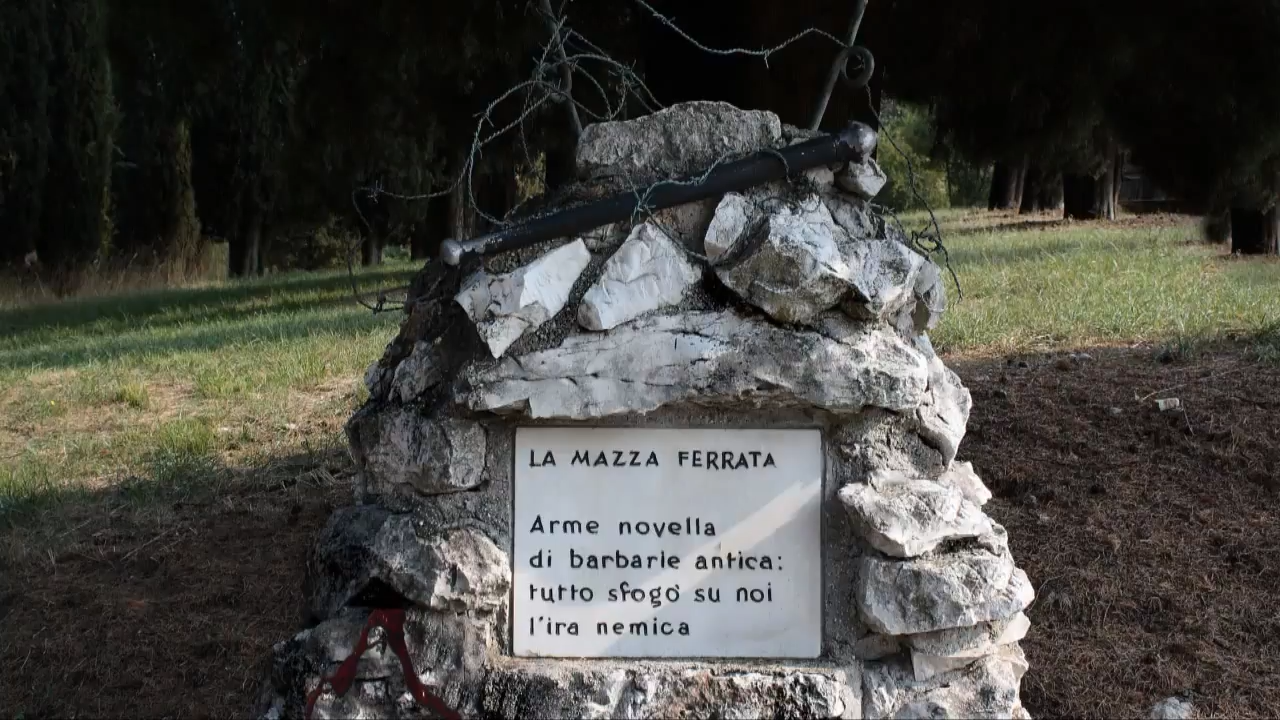 LA MAZZA FERRATA
Arme novella
di barbarie antica:
tutto sfogò su noi
l'ira nemica